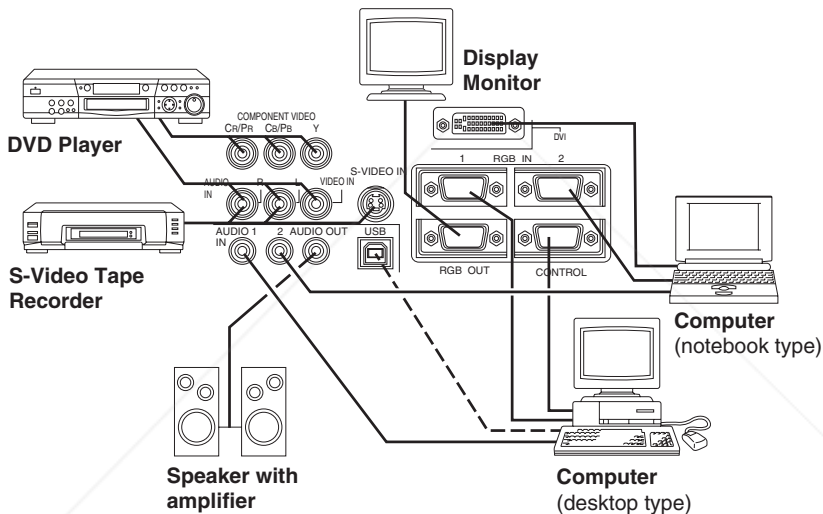 Display
Monitor
COMPONENT VIDEO
CR/PR CB/PB Y
DVD Player
DVI
1 RGB IN 2
S-VIDEO IN
AUDIO IN R L VIDEO IN
AUDIO 1 IN 2 AUDIO OUT USB
RGB OUT CONTROL
S-Video Tape
Recorder
Computer
(notebook type)
Speaker with
amplifier
Computer
(desktop type)